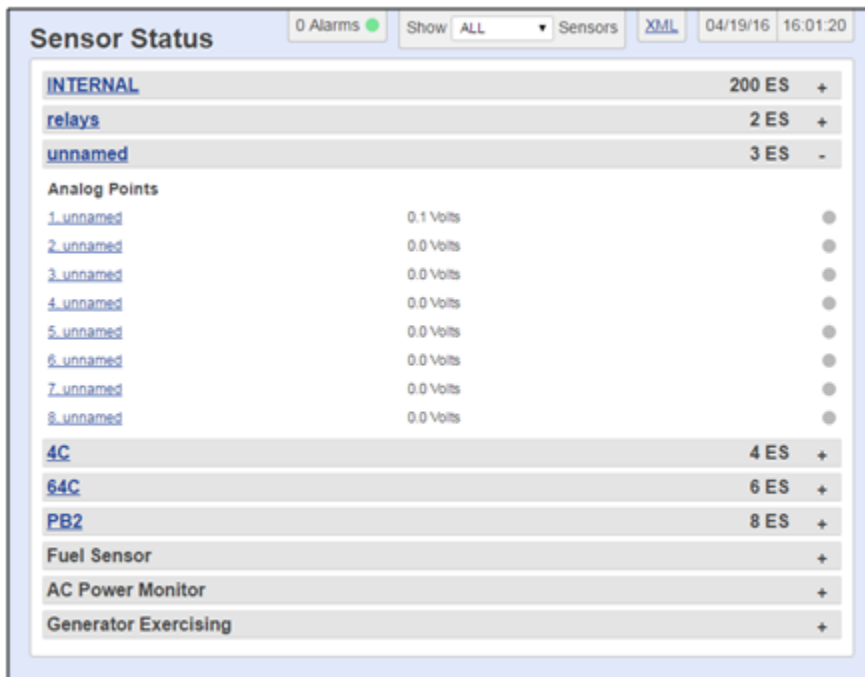 Sensor Status
0 Alarms
Show ALL Sensors
XML
04/19/16 16:01:20
INTERNAL 200 ES +
relays 2 ES +
unnamed 3 ES -
Analog Points
1. unnamed 0.1 Volts
2. unnamed 0.0 Volts
3. unnamed 0.0 Volts
4. unnamed 0.0 Volts
5. unnamed 0.0 Volts
6. unnamed 0.0 Volts
7. unnamed 0.0 Volts
8. unnamed 0.0 Volts
4C 4 ES +
64C 6 ES +
PB2 8 ES +
Fuel Sensor +
AC Power Monitor +
Generator Exercising +